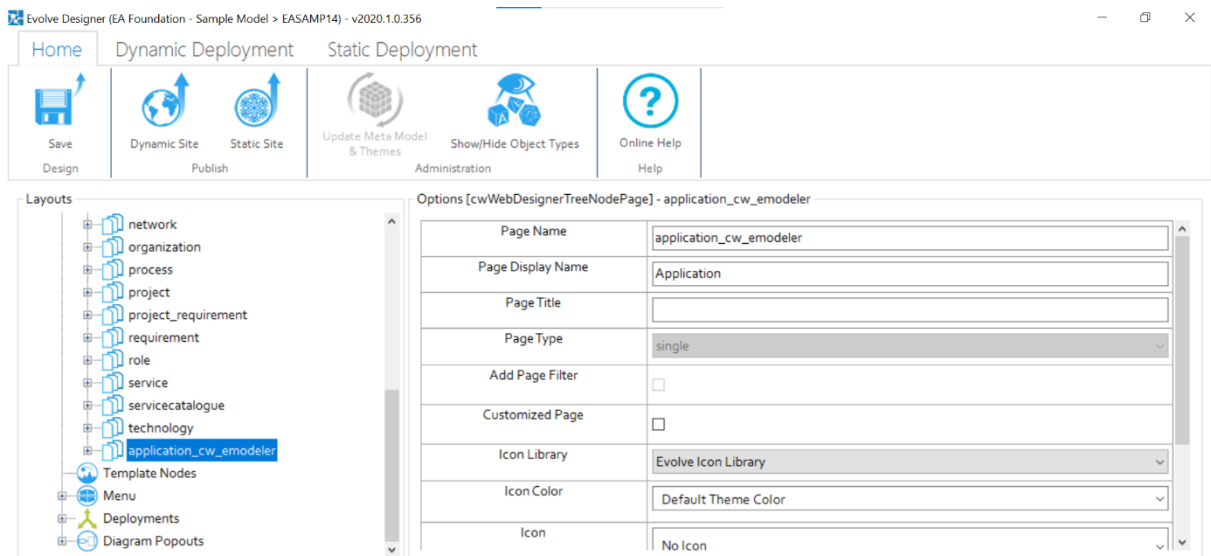 Evolve Designer (EA Foundation - Sample Model > EASAMP14) - v2020.1.0.356
Home Dynamic Deployment Static Deployment
Save
Dynamic Site
Static Site
Update Meta Model
& Themes
Show/Hide Object Types
Online Help
Design
Publish
Administration
Help
Layouts
network
organization
process
project
project_requirement
requirement
role
service
servicecatalogue
technology
application_cw_emodeler
Template Nodes
Menu
Deployments
Diagram Popouts
Options [cwWebDesignerTreeNodePage] - application_cw_emodeler
Page Name application_cw_emodeler
Page Display Name Application
Page Title
Page Type single
Add Page Filter
Customized Page
Icon Library Evolve Icon Library
Icon Color Default Theme Color
Icon No Icon